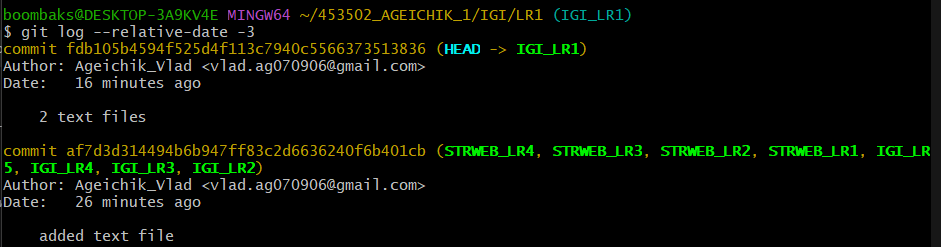 boombaks@DESKTOP-3A9KV4E MINGW64 ~/453502_AGEICHIK_1/IGI/LR1 (IGI_LR1)
$ git log --relative-date -3
commit fdb105b4594f525d4f113c7940c5566373513836 (HEAD -> IGI_LR1)
Author: Ageichik_Vlad <vlad.ag070906@gmail.com>
Date:   16 minutes ago
2 text files
commit af7d3d314494b6b947ff83c2d6636240f6b401cb (STRWEB_LR4, STRWEB_LR3, STRWEB_LR2, STRWEB_LR1, IGI_LR
5, IGI_LR4, IGI_LR3, IGI_LR2)
Author: Ageichik_Vlad <vlad.ag070906@gmail.com>
Date:   26 minutes ago
added text file